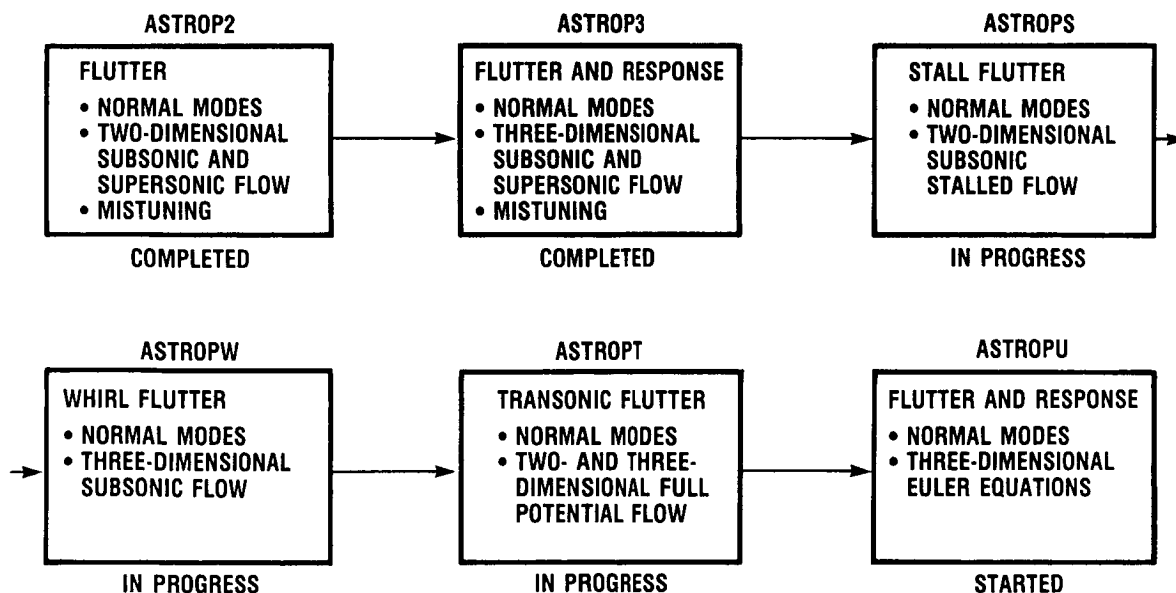 ASTROP2
FLUTTER
• NORMAL MODES
• TWO-DIMENSIONAL
SUBSONIC AND
SUPERSONIC FLOW
• MISTUNING
COMPLETED
ASTROP3
FLUTTER AND RESPONSE
• NORMAL MODES
• THREE-DIMENSIONAL
SUBSONIC AND
SUPERSONIC FLOW
• MISTUNING
COMPLETED
ASTROPS
STALL FLUTTER
• NORMAL MODES
• TWO-DIMENSIONAL
SUBSONIC
STALLED FLOW
IN PROGRESS
ASTROPW
WHIRL FLUTTER
• NORMAL MODES
• THREE-DIMENSIONAL
SUBSONIC FLOW
IN PROGRESS
ASTROPT
TRANSONIC FLUTTER
• NORMAL MODES
• TWO- AND THREE-
DIMENSIONAL FULL
POTENTIAL FLOW
IN PROGRESS
ASTROPU
FLUTTER AND RESPONSE
• NORMAL MODES
• THREE-DIMENSIONAL
EULER EQUATIONS
STARTED